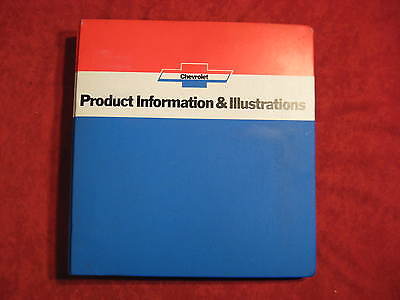 Chevrolet
Product Information & Illustrations